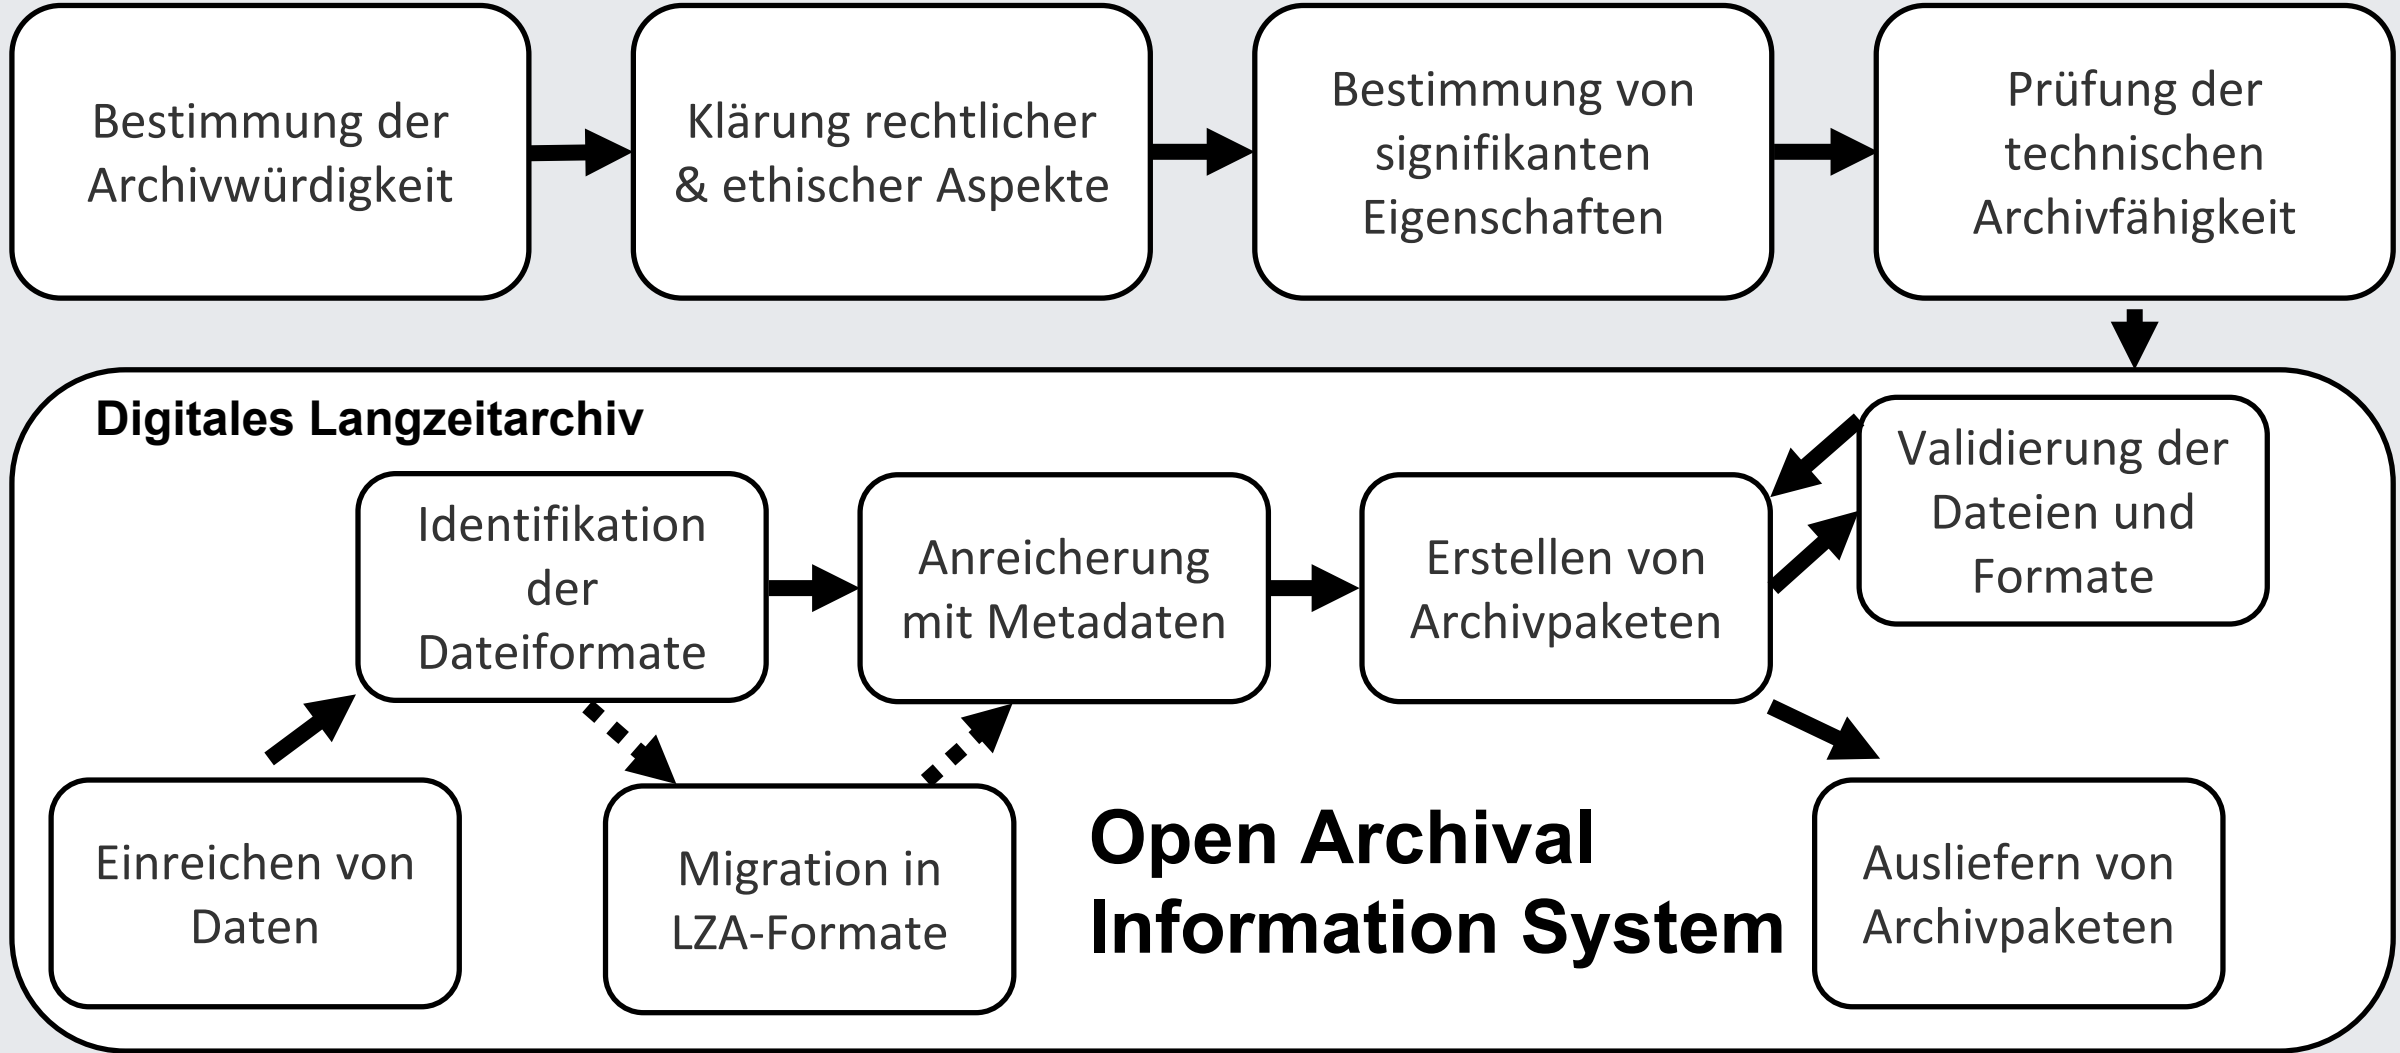 Bestimmung der
Archivwürdigkeit
Klärung rechtlicher
& ethischer Aspekte
Bestimmung von
signifikanten
Eigenschaften
Prüfung der
technischen
Archivfähigkeit
Digitales Langzeitarchiv
Einreichen von
Daten
Identifikation
der
Dateiformate
Migration in
LZA-Formate
Anreicherung
mit Metadaten
Erstellen von
Archivpaketen
Validierung der
Dateien und
Formate
Ausliefern von
Archivpaketen
Open Archival
Information System